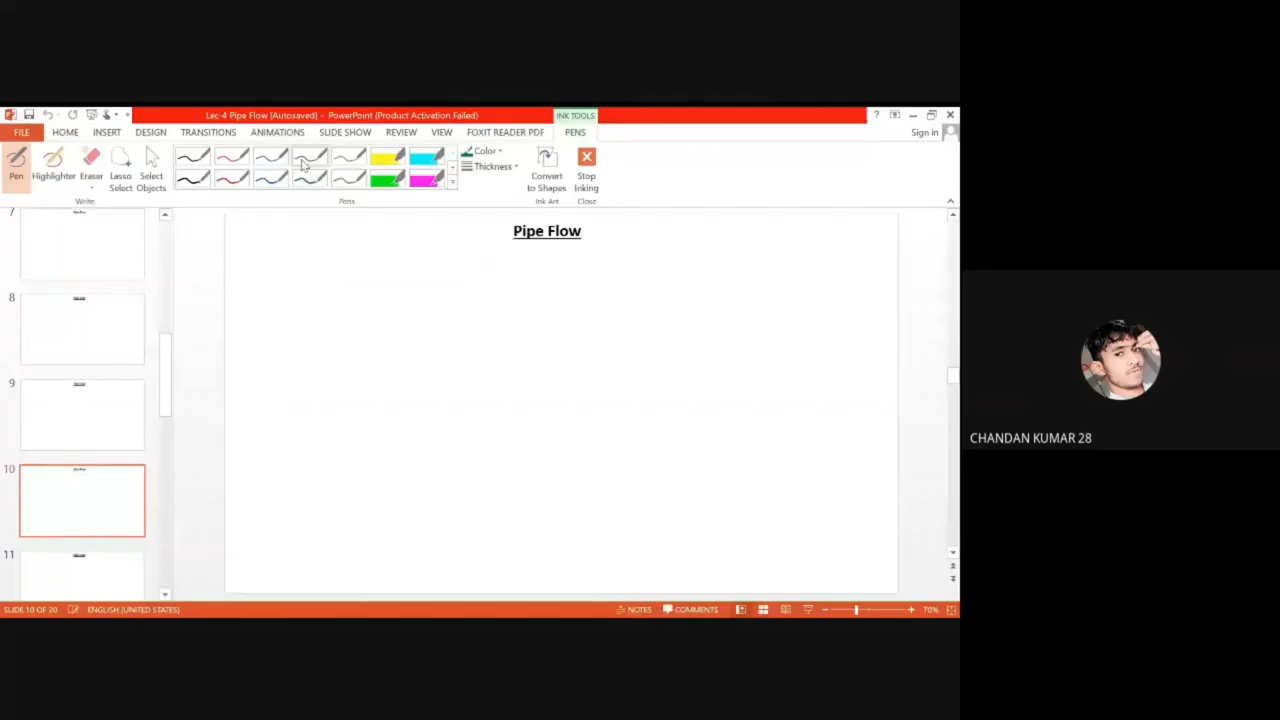 Lec-4 Pipe Flow [Autosaved] - PowerPoint (Product Activation Failed)
INK TOOLS
?
FILE HOME INSERT DESIGN TRANSITIONS ANIMATIONS SLIDE SHOW REVIEW VIEW FOXIT READER PDF PENS
Sign in
Pen Highlighter Eraser Lasso Select Select Objects
Color
Thickness
Convert to Shapes
Stop Inking
Write Pens Ink Art Close
7
Pipe Flow
8
9
10
11
CHANDAN KUMAR 28
SLIDE 10 OF 20 ENGLISH (UNITED STATES) NOTES COMMENTS 70%